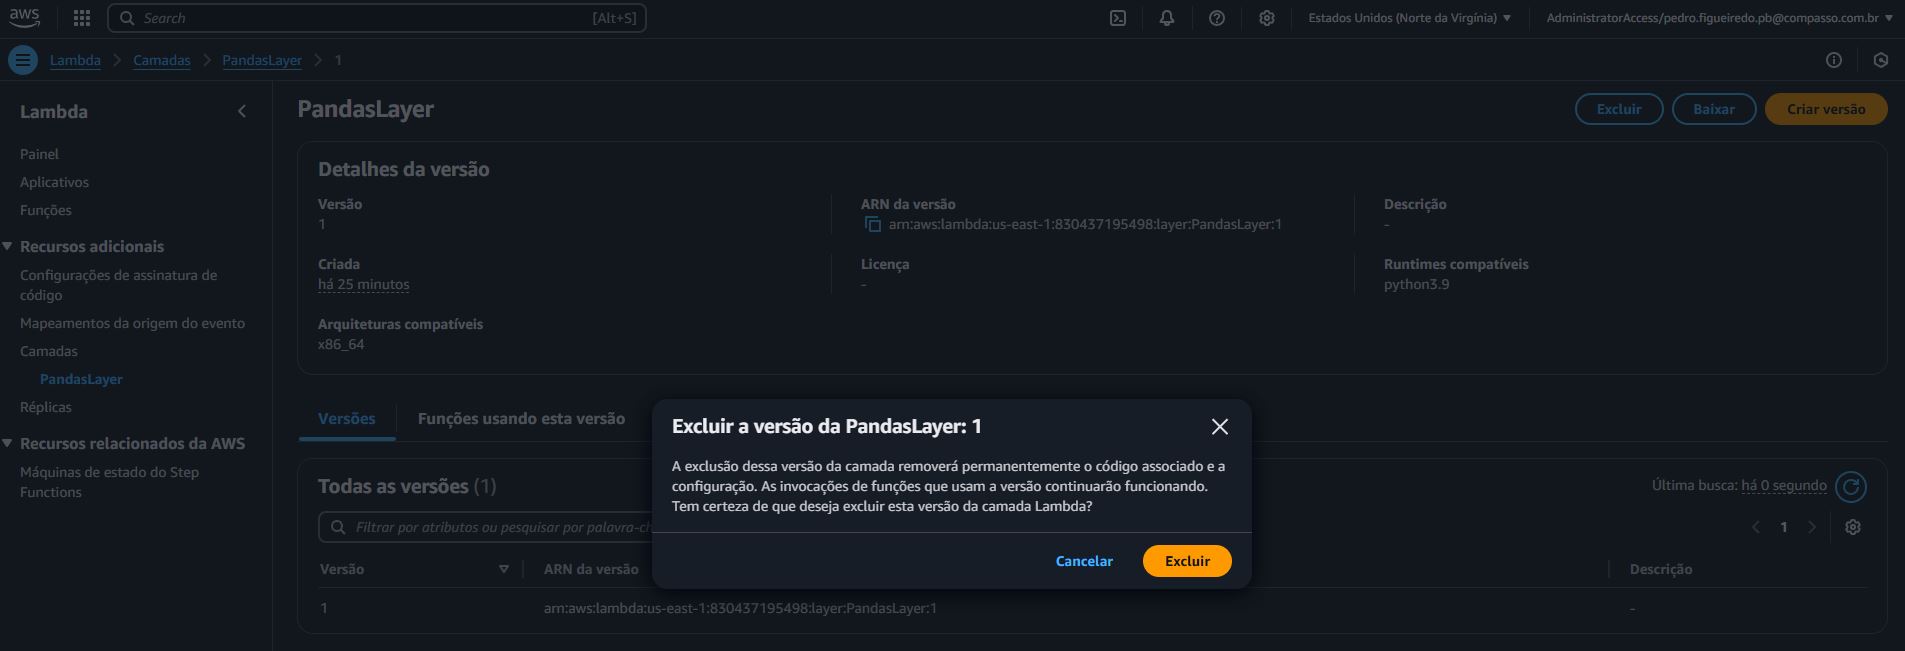 aws
Search
[Alt+S]
Estados Unidos (Norte da Virgínia)
AdministratorAccess/pedro.figueiredo.pb@compasso.com.br
Lambda
Camadas
PandasLayer
1
Lambda
Painel
Aplicativos
Funções
Recursos adicionais
Configurações de assinatura de
código
Mapeamentos da origem do evento
Camadas
PandasLayer
Réplicas
Recursos relacionados da AWS
Máquinas de estado do Step
Functions
PandasLayer
Excluir
Baixar
Criar versão
Detalhes da versão
Versão
1
ARN da versão
arn:aws:lambda:us-east-1:830437195498:layer:PandasLayer:1
Descrição
-
Criada
há 25 minutos
Licença
-
Runtimes compatíveis
python3.9
Arquiteturas compatíveis
x86_64
Versões
Funções usando esta versão
Todas as versões (1)
Última busca: há 0 segundo
Filtrar por atributos ou pesquisar por palavra-ch
1
Versão
ARN da versão
Descrição
1
arn:aws:lambda:us-east-1:830437195498:layer:PandasLayer:1
-
Excluir a versão da PandasLayer: 1
A exclusão dessa versão da camada removerá permanentemente o código associado e a
configuração. As invocações de funções que usam a versão continuarão funcionando.
Tem certeza de que deseja excluir esta versão da camada Lambda?
Cancelar
Excluir